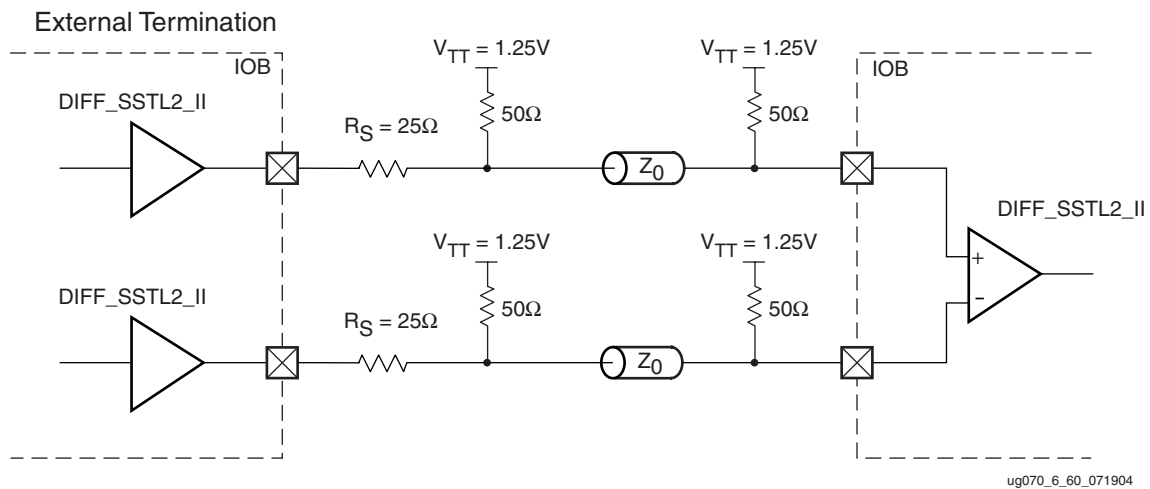 External Termination
IOB
DIFF_SSTL2_II
R_S = 25Ω
V_TT = 1.25V
50Ω
Z_0
V_TT = 1.25V
50Ω
IOB
DIFF_SSTL2_II
+
–
DIFF_SSTL2_II
R_S = 25Ω
V_TT = 1.25V
50Ω
Z_0
V_TT = 1.25V
50Ω
ug070_6_60_071904